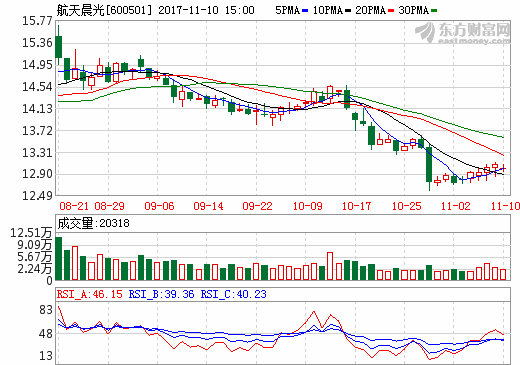 航天晨光[600501] 2017-11-10 15:00 5PMA 10PMA 20PMA 30PMA
东方财富网
eastmoney.com
15.77
15.36
14.95
14.54
14.13
13.72
13.31
12.90
12.49
08-21 08-29 09-06 09-14 09-22 10-09 10-17 10-25 11-02 11-10
成交量:20318
12.51万
9.09万
5.67万
2.24万
0
RSI_A:46.15 RSI_B:39.36 RSI_C:40.23
83
48
13